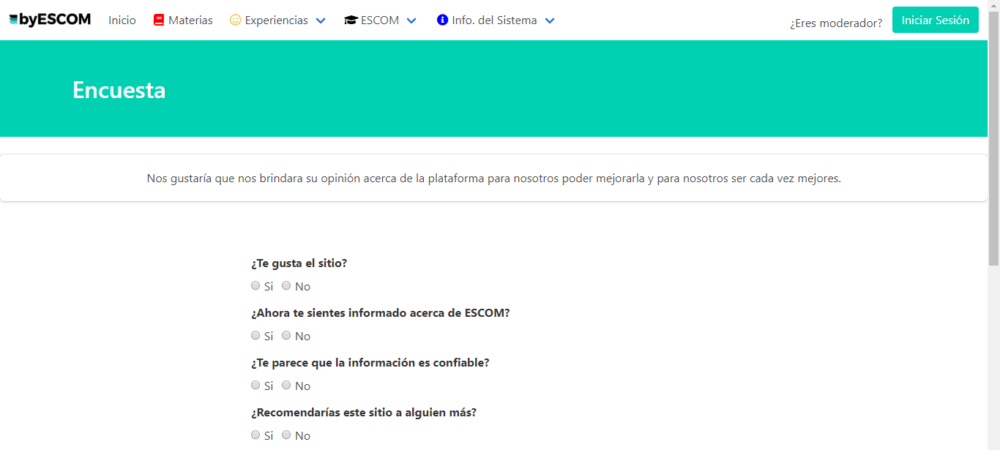 byESCOM Inicio Materias Experiencias ESCOM Info. del Sistema ¿Eres moderador? Iniciar Sesión
Encuesta
Nos gustaría que nos brindara su opinión acerca de la plataforma para nosotros poder mejorarla y para nosotros ser cada vez mejores.
¿Te gusta el sitio?
Si No
¿Ahora te sientes informado acerca de ESCOM?
Si No
¿Te parece que la información es confiable?
Si No
¿Recomendarías este sitio a alguien más?
Si No